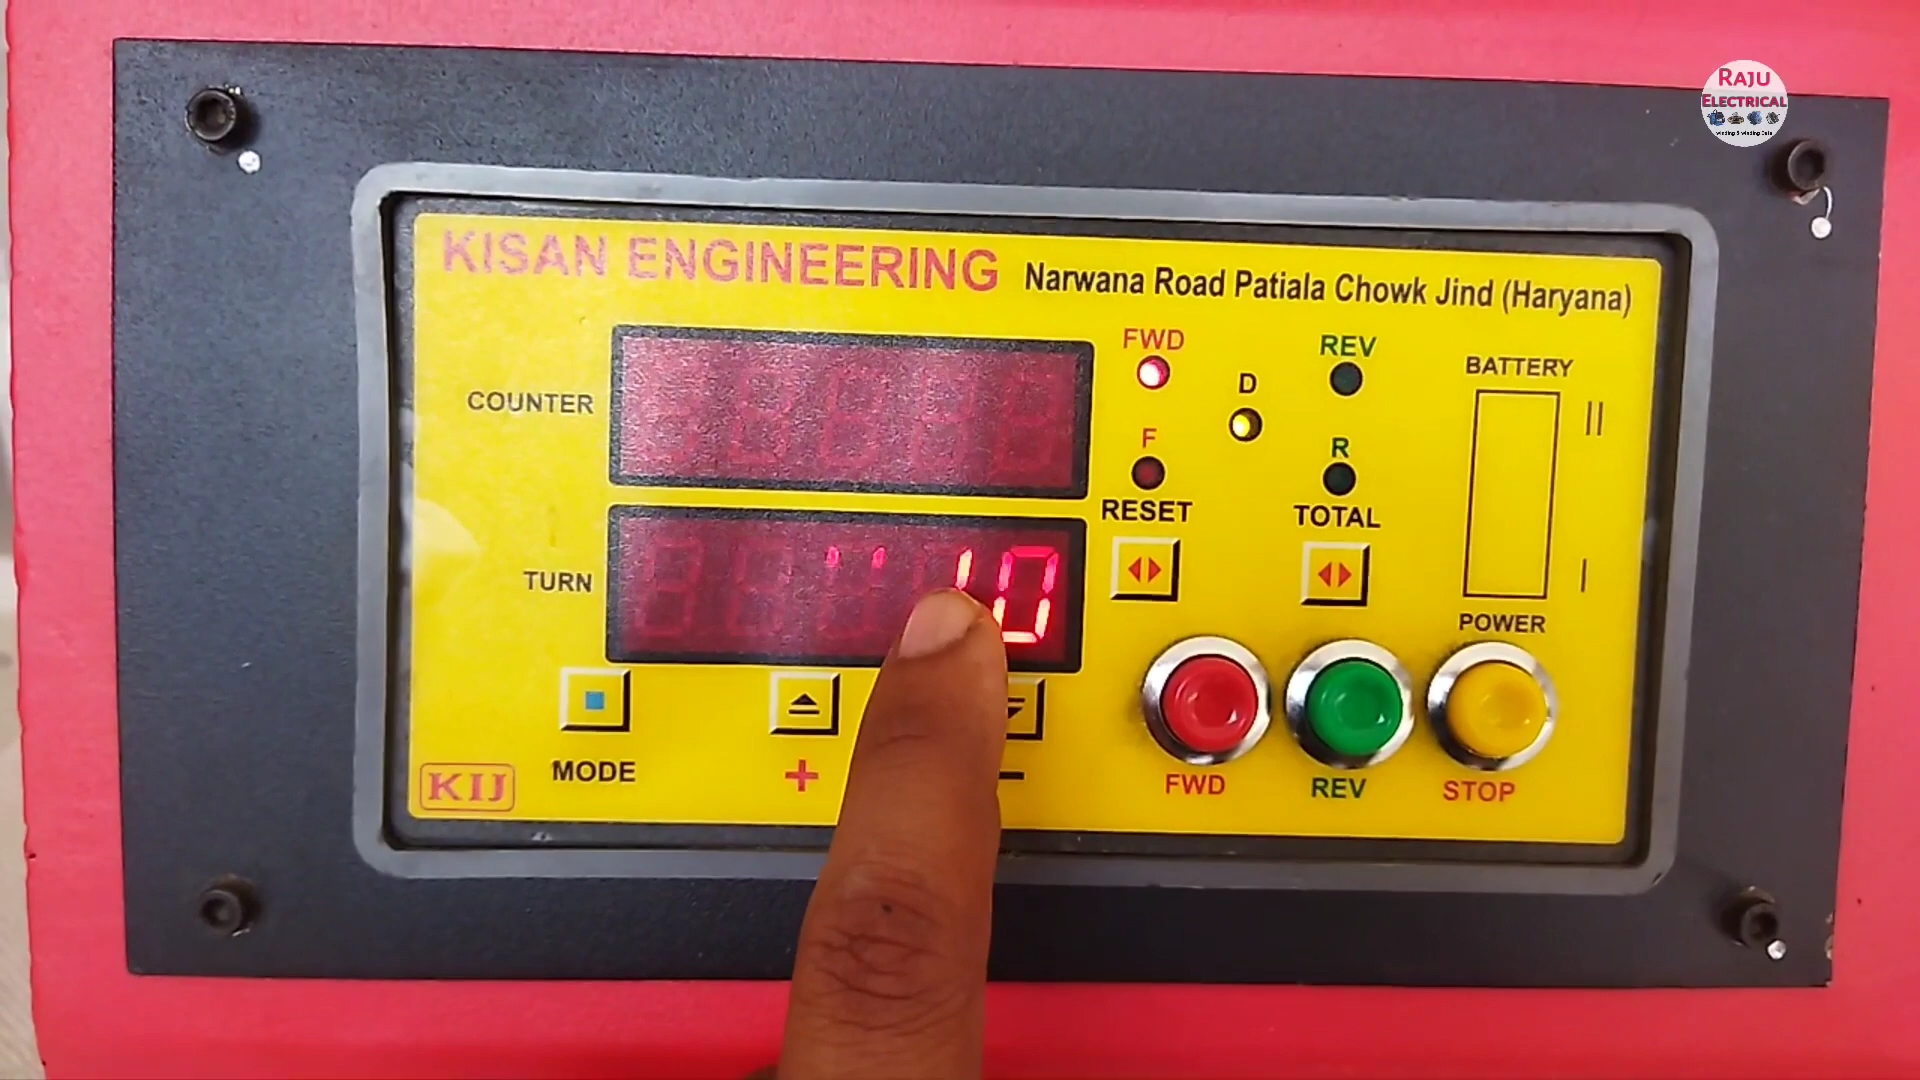 RAJU
ELECTRICAL
KISAN ENGINEERING Narwana Road Patiala Chowk Jind (Haryana)
COUNTER
FWD
REV
D
BATTERY
F
R
RESET
TOTAL
TURN
10
POWER
MODE
+
-
FWD
REV
STOP
KIJ
II
I